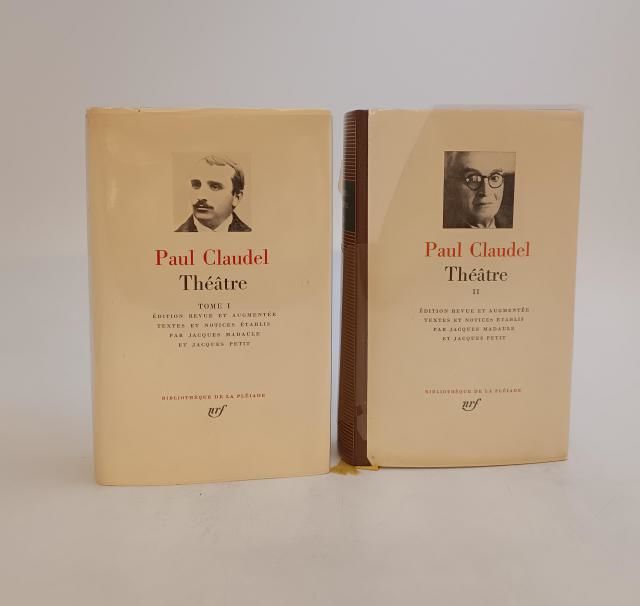 Paul Claudel
Théâtre
TOME I
ÉDITION REVUE ET AUGMENTÉE
TEXTES ET NOTICES ÉTABLIS
PAR JACQUES MADAULE
ET JACQUES PETIT
BIBLIOTHÈQUE DE LA PLÉIADE
nrf
Paul Claudel
Théâtre
II
ÉDITION REVUE ET AUGMENTÉE
TEXTES ET NOTICES ÉTABLIS
PAR JACQUES MADAULE
ET JACQUES PETIT
BIBLIOTHÈQUE DE LA PLÉIADE
nrf